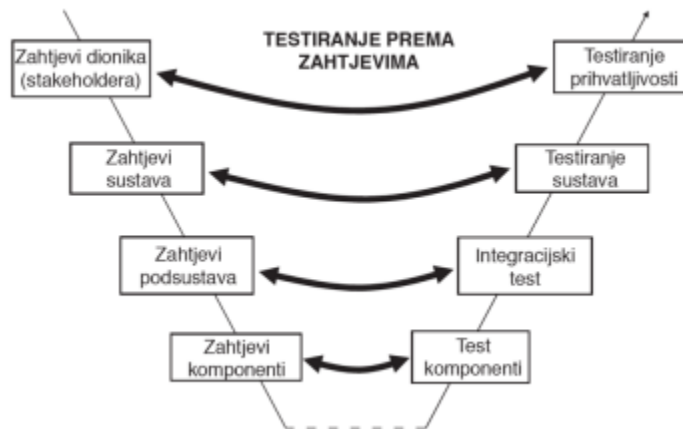 TESTIRANJE PREMA
ZAHTJEVIMA
Zahtjevi dionika
(stakeholdera)
Testiranje
prihvatljivosti
Zahtjevi
sustava
Testiranje
sustava
Zahtjevi
podsustava
Integracijski
test
Zahtjevi
komponenti
Test
komponenti